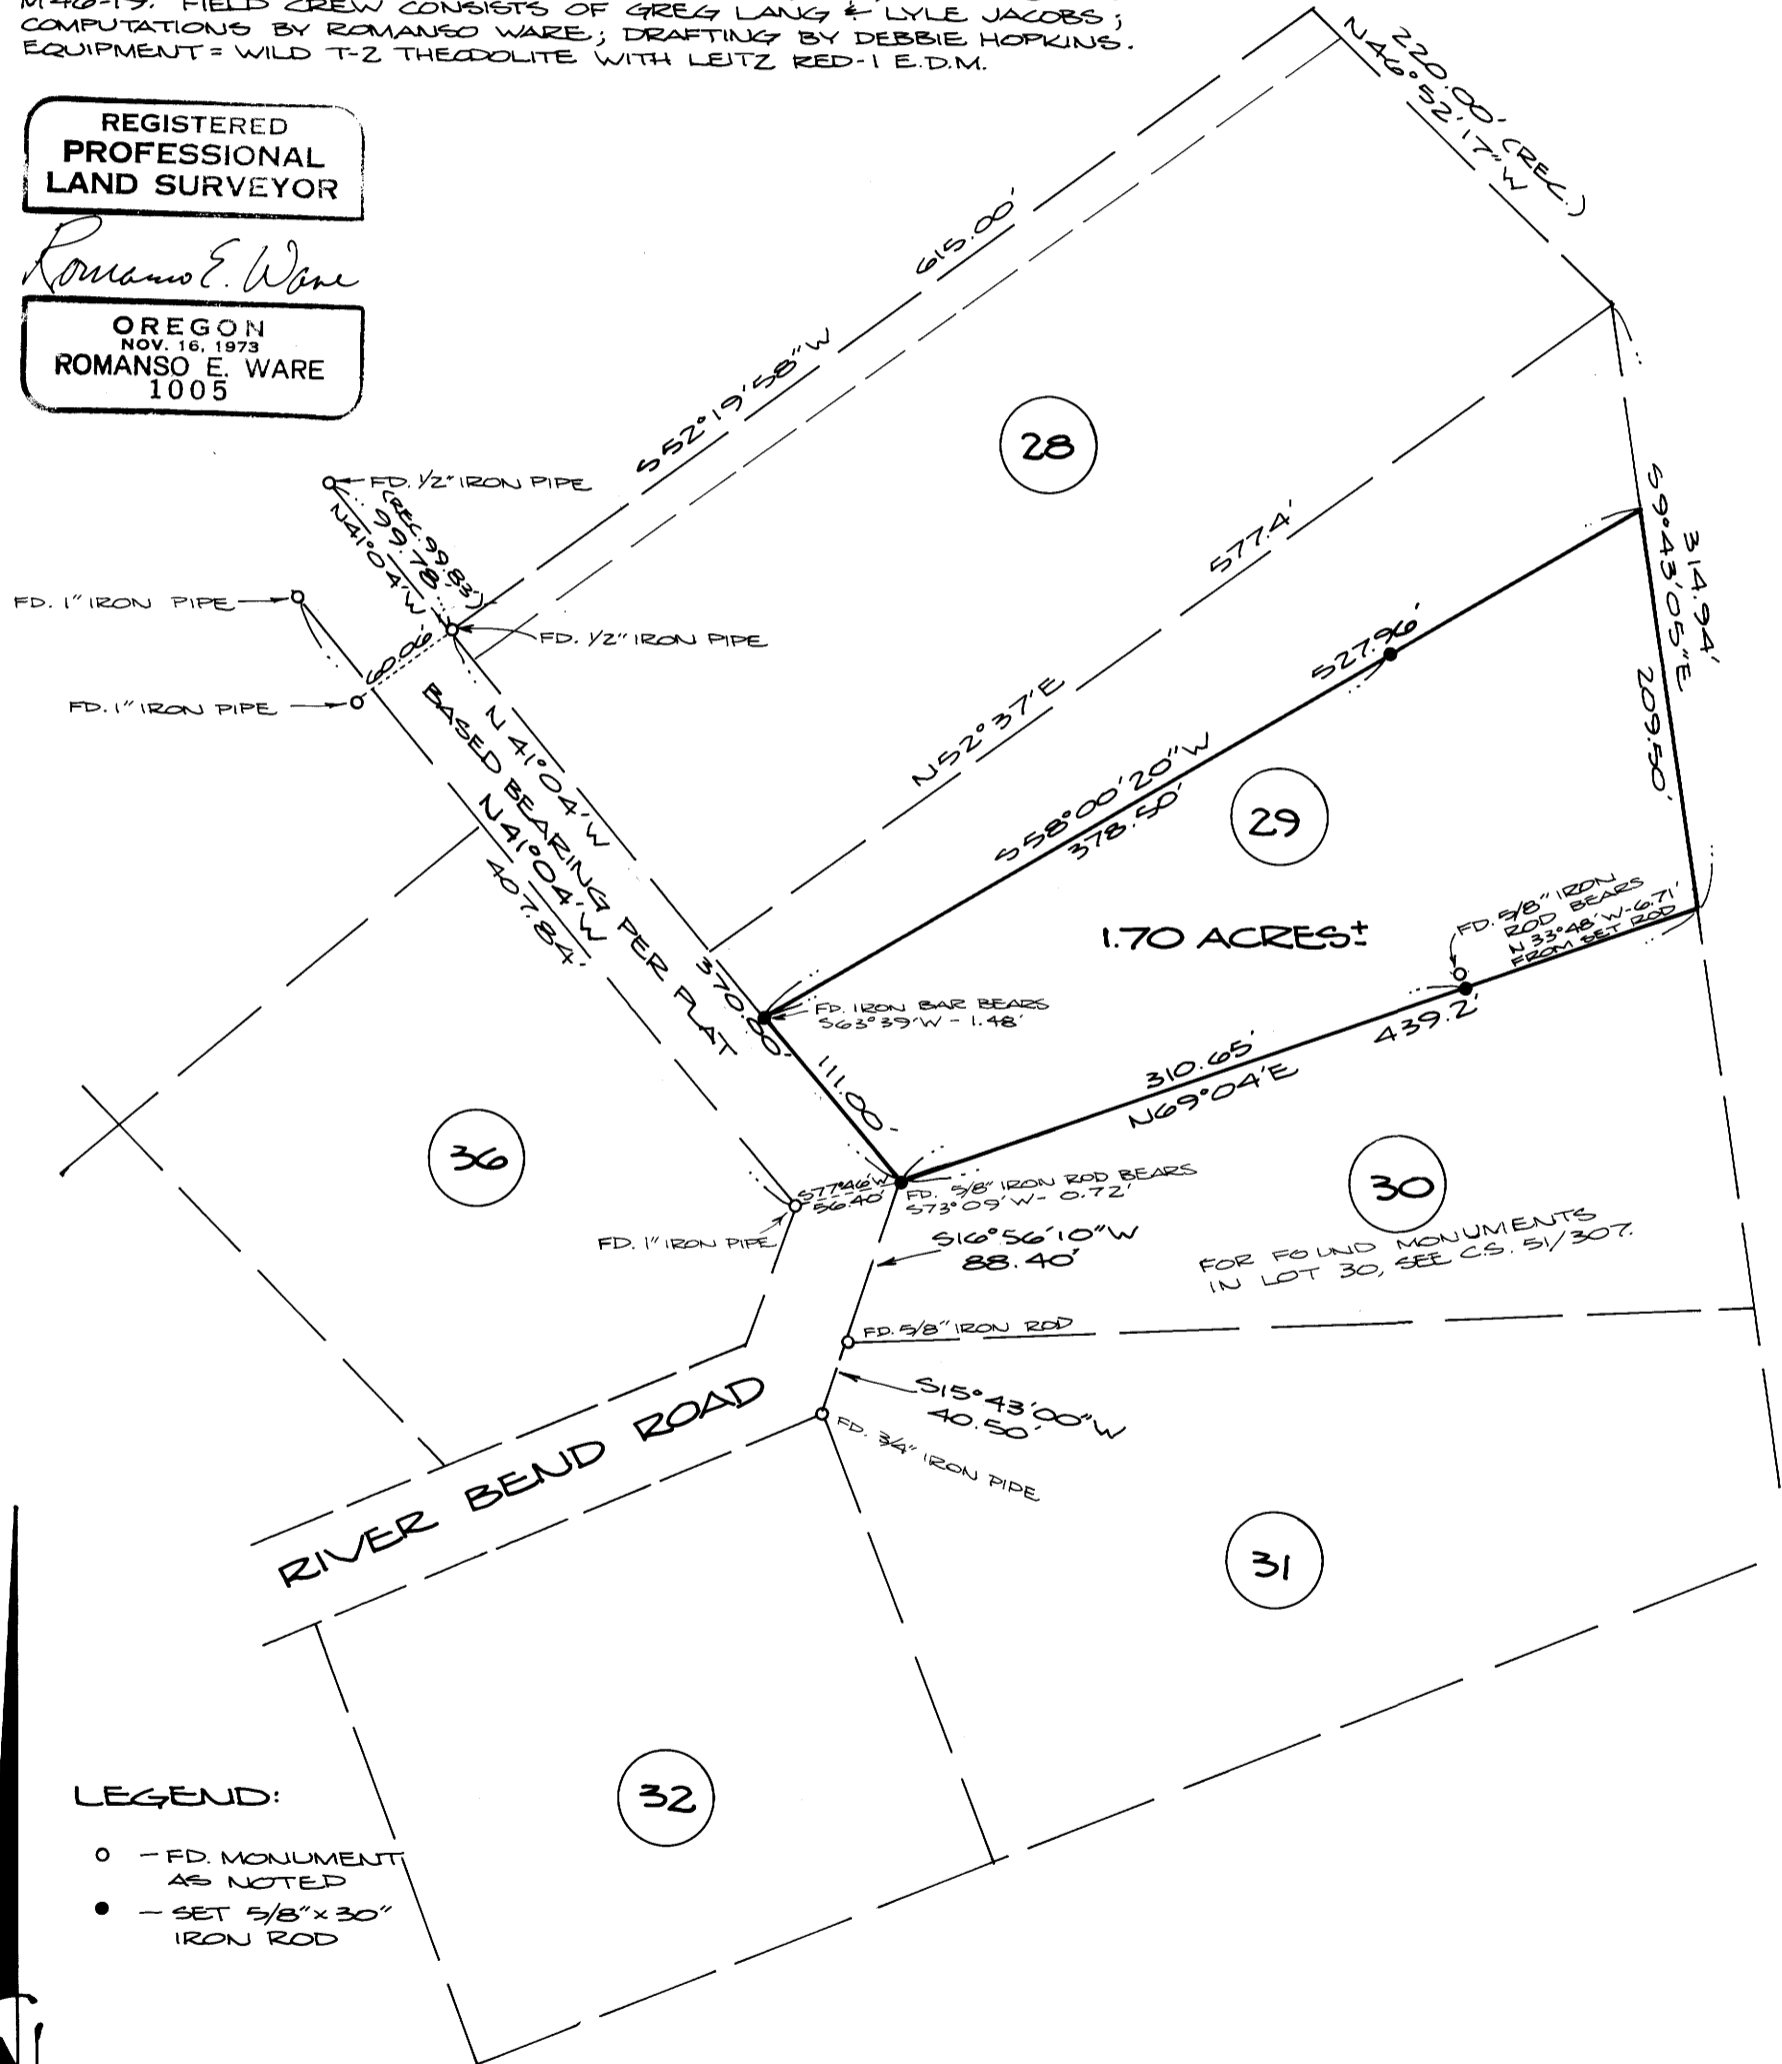 M46-19. FIELD CREW CONSISTS OF GREG LANG & LYLE JACOBS;
COMPUTATIONS BY ROMANSO WARE; DRAFTING BY DEBBIE HOPKINS.
EQUIPMENT = WILD T-2 THEODOLITE WITH LEITZ RED-1 E.D.M.
REGISTERED
PROFESSIONAL
LAND SURVEYOR
Romanso E. Ware
OREGON
NOV. 16, 1973
ROMANSO E. WARE
1005
220.00' (REC.)
N46°52'17"W
615.00'
S52°19'58"W
28
FD. 1/2" IRON PIPE
(REC. 99.83')
99.78'
N41°04'W
FD. 1" IRON PIPE
60.06'
FD. 1/2" IRON PIPE
FD. 1" IRON PIPE
577.4'
N52°37'E
314.94'
S9°43'05"E
209.50'
527.96'
S58°00'20"W
378.50'
29
N41°04'W
BASED BEARING PER PLAT
N41°04'W
407.84'
370.00'
1.70 ACRES±
FD. 5/8" IRON
ROD BEARS
N33°48'W-6.71'
FROM SET ROD
FD. IRON BAR BEARS
S63°39'W - 1.48'
111.00'
310.65'
439.2'
N69°04'E
36
30
S77°46'W
56.40'
FD. 5/8" IRON ROD BEARS
S73°09'W - 0.72'
FD. 1" IRON PIPE
S16°56'10"W
88.40'
FOR FOUND MONUMENTS
IN LOT 30, SEE C.S. 51/307.
FD. 5/8" IRON ROD
S15°43'00"W
40.50'
FD. 3/4" IRON PIPE
RIVER BEND ROAD
31
32
LEGEND:
- FD. MONUMENT
AS NOTED
- SET 5/8" x 30"
IRON ROD
N